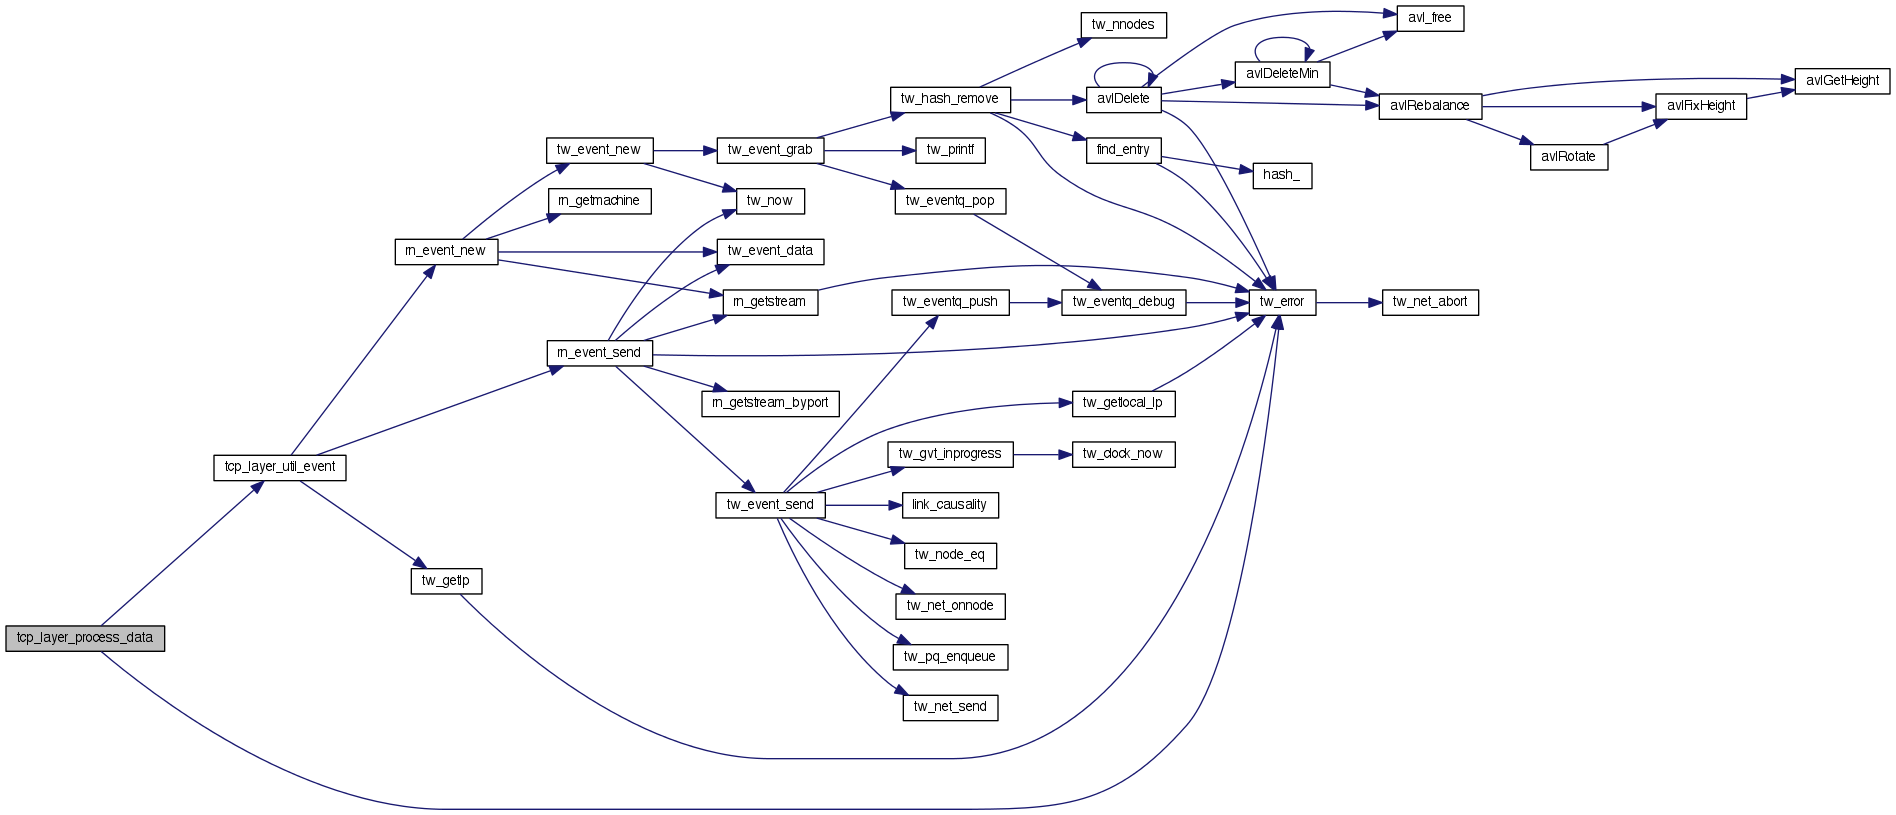 avl_free
tw_nnodes
avlDeleteMin
avlGetHeight
tw_hash_remove
avlDelete
avlRebalance
avlFixHeight
tw_event_new
tw_event_grab
tw_printf
find_entry
avlRotate
hash_
rn_getmachine
tw_now
tw_eventq_pop
rn_event_new
tw_event_data
rn_getstream
tw_eventq_push
tw_eventq_debug
tw_error
tw_net_abort
rn_event_send
rn_getstream_byport
tw_getlocal_lp
tcp_layer_util_event
tw_gvt_inprogress
tw_clock_now
tw_event_send
link_causality
tw_node_eq
tw_getlp
tw_net_onnode
tcp_layer_process_data
tw_pq_enqueue
tw_net_send